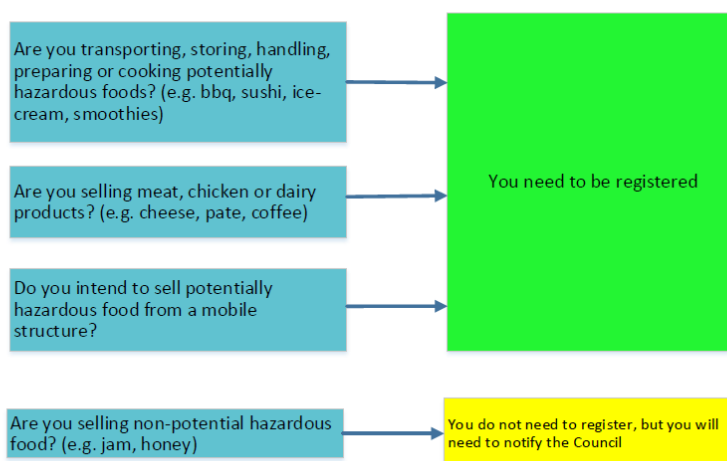 Are you transporting, storing, handling,
preparing or cooking potentially
hazardous foods? (e.g. bbq, sushi, ice-
cream, smoothies)
You need to be registered
Are you selling meat, chicken or dairy
products? (e.g. cheese, pate, coffee)
Do you intend to sell potentially
hazardous food from a mobile
structure?
Are you selling non-potential hazardous
food? (e.g. jam, honey)
You do not need to register, but you will
need to notify the Council